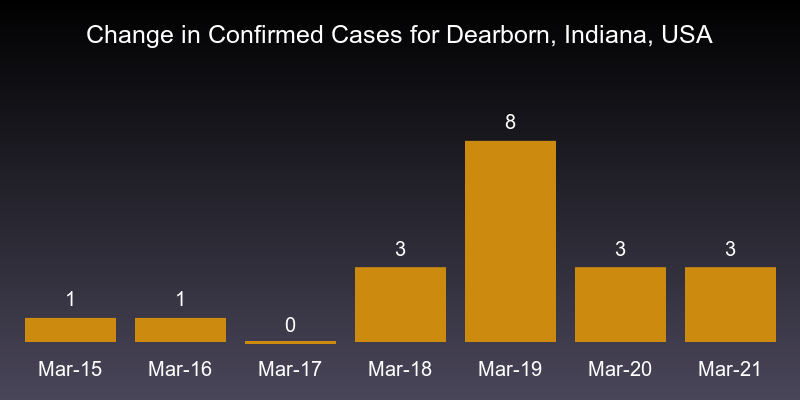 Change in Confirmed Cases for Dearborn, Indiana, USA
8
3 3 3
1 1 0
Mar-15 Mar-16 Mar-17 Mar-18 Mar-19 Mar-20 Mar-21